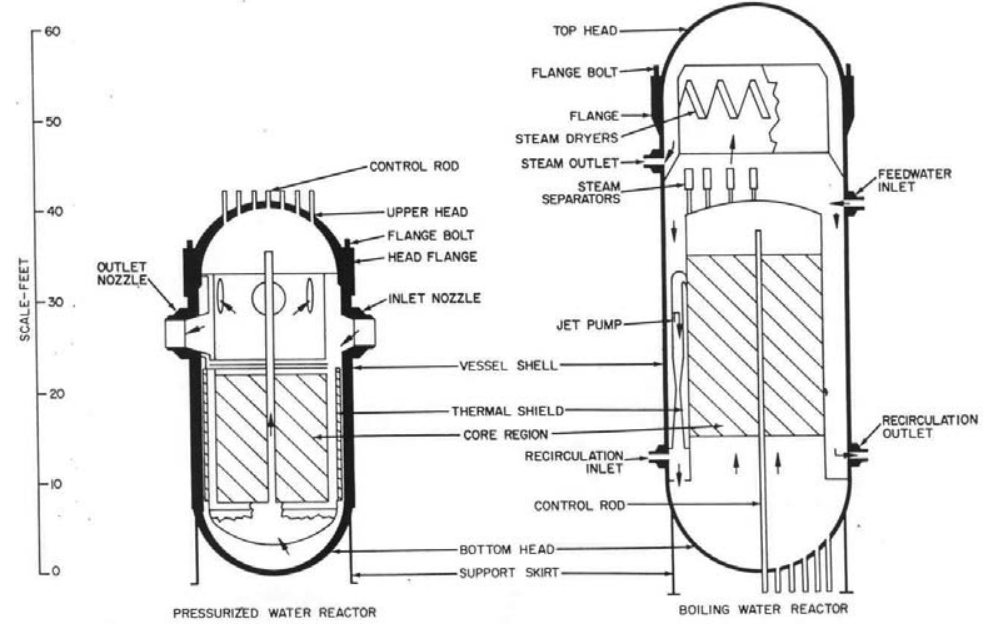 60
50
40
30
20
10
0
SCALE-FEET
CONTROL ROD
UPPER HEAD
FLANGE BOLT
HEAD FLANGE
OUTLET
NOZZLE
INLET NOZZLE
VESSEL SHELL
THERMAL SHIELD
CORE REGION
BOTTOM HEAD
SUPPORT SKIRT
PRESSURIZED WATER REACTOR
TOP HEAD
FLANGE BOLT
FLANGE
STEAM DRYERS
STEAM OUTLET
STEAM
SEPARATORS
FEEDWATER
INLET
JET PUMP
RECIRCULATION
OUTLET
RECIRCULATION
INLET
CONTROL ROD
BOILING WATER REACTOR